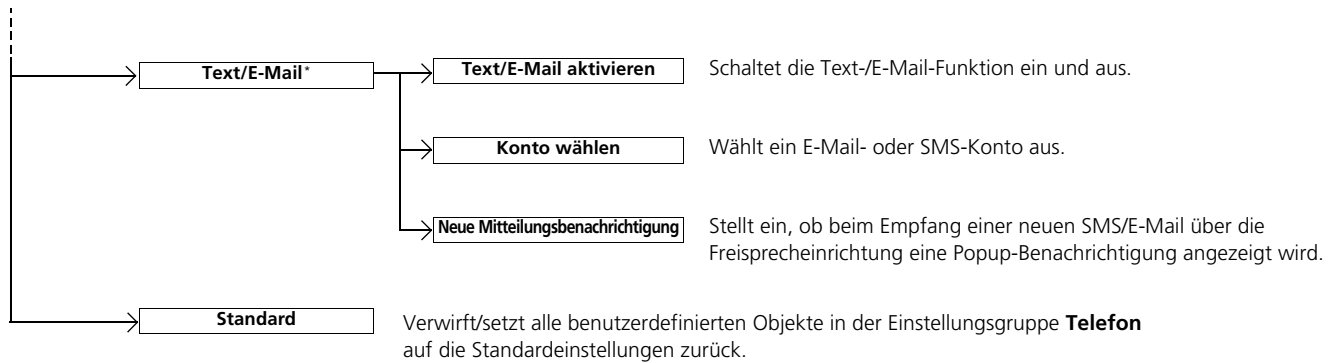 Text/E-Mail* Text/E-Mail aktivieren Schaltet die Text-/E-Mail-Funktion ein und aus.
Konto wählen Wählt ein E-Mail- oder SMS-Konto aus.
Neue Mitteilungsbenachrichtigung Stellt ein, ob beim Empfang einer neuen SMS/E-Mail über die
Freisprecheinrichtung eine Popup-Benachrichtigung angezeigt wird.
Standard Verwirft/setzt alle benutzerdefinierten Objekte in der Einstellungsgruppe Telefon
auf die Standardeinstellungen zurück.